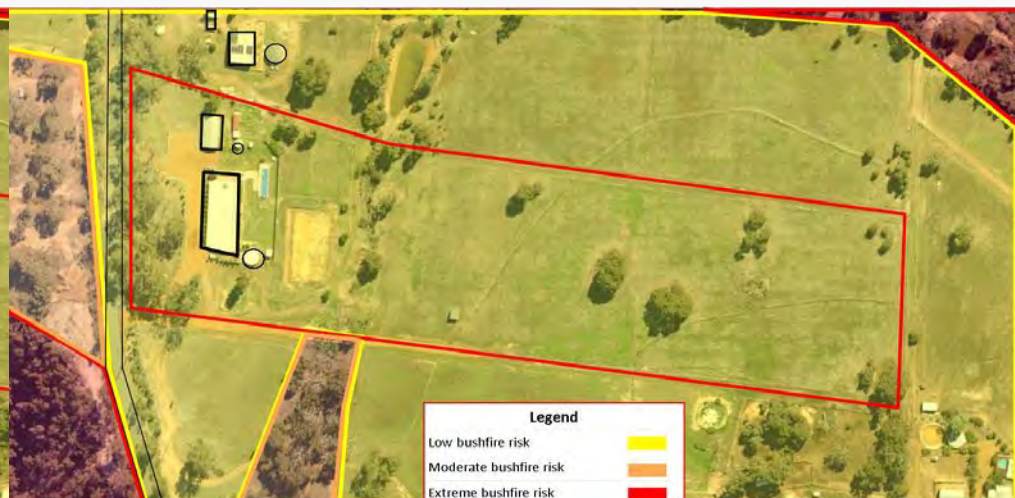 Legend
Low bushfire risk
Moderate bushfire risk
Extreme bushfire risk